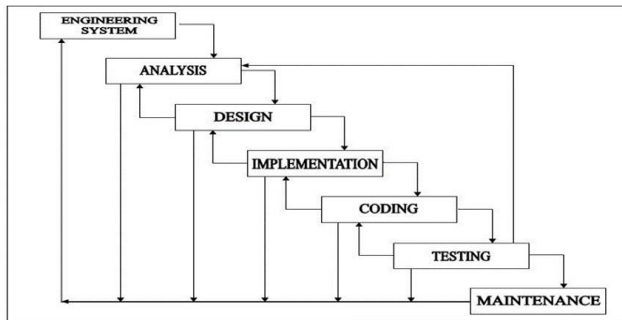 ENGINEERING
SYSTEM
ANALYSIS
DESIGN
IMPLEMENTATION
CODING
TESTING
MAINTENANCE